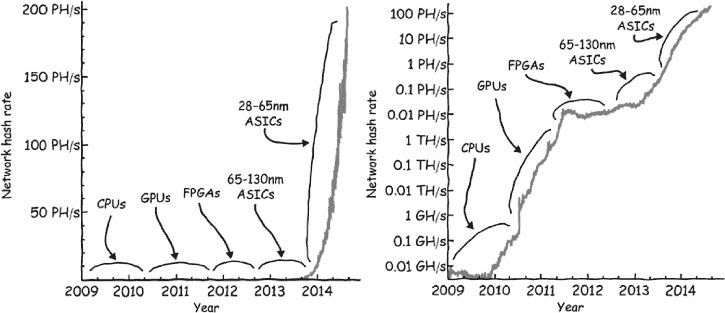 200 PH/s
150 PH/s
100 PH/s
50 PH/s
Network hash rate
CPUs
GPUs
FPGAs
65-130nm
ASICs
28-65nm
ASICs
2009 2010 2011 2012 2013 2014
Year
100 PH/s
10 PH/s
1 PH/s
0.1 PH/s
0.01 PH/s
1 TH/s
0.1 TH/s
0.01 TH/s
1 GH/s
0.1 GH/s
0.01 GH/s
Network hash rate
CPUs
GPUs
FPGAs
65-130nm
ASICs
28-65nm
ASICs
2009 2010 2011 2012 2013 2014
Year